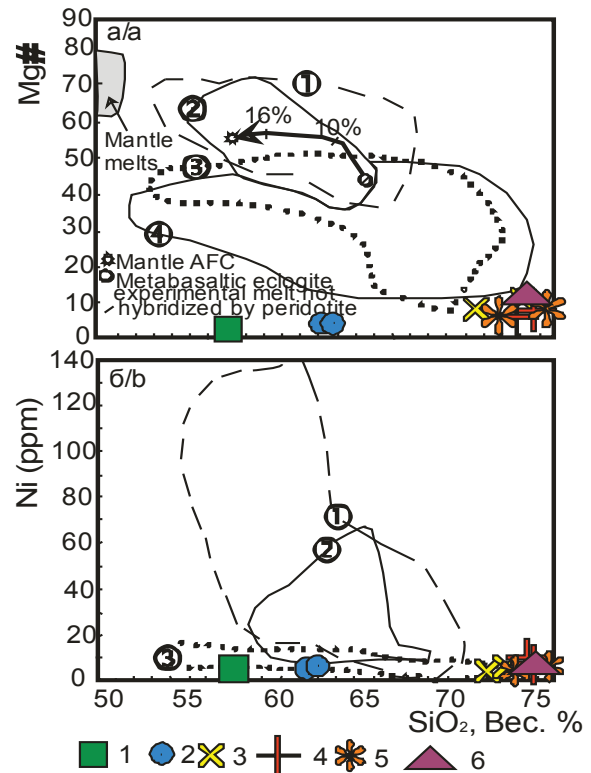 90
a/a
80
70
60
50
40
30
20
10
0
Mg#
Mantle
melts
1
2
3
4
16%
10%
Mantle AFC
Metabasaltic eclogite
experimental melt not
hybridized by peridotite
140
б/b
120
100
80
60
40
20
0
Ni (ppm)
1
2
3
50 55 60 65 70 75
SiO₂, Вес. %
1 2 3 4 5 6